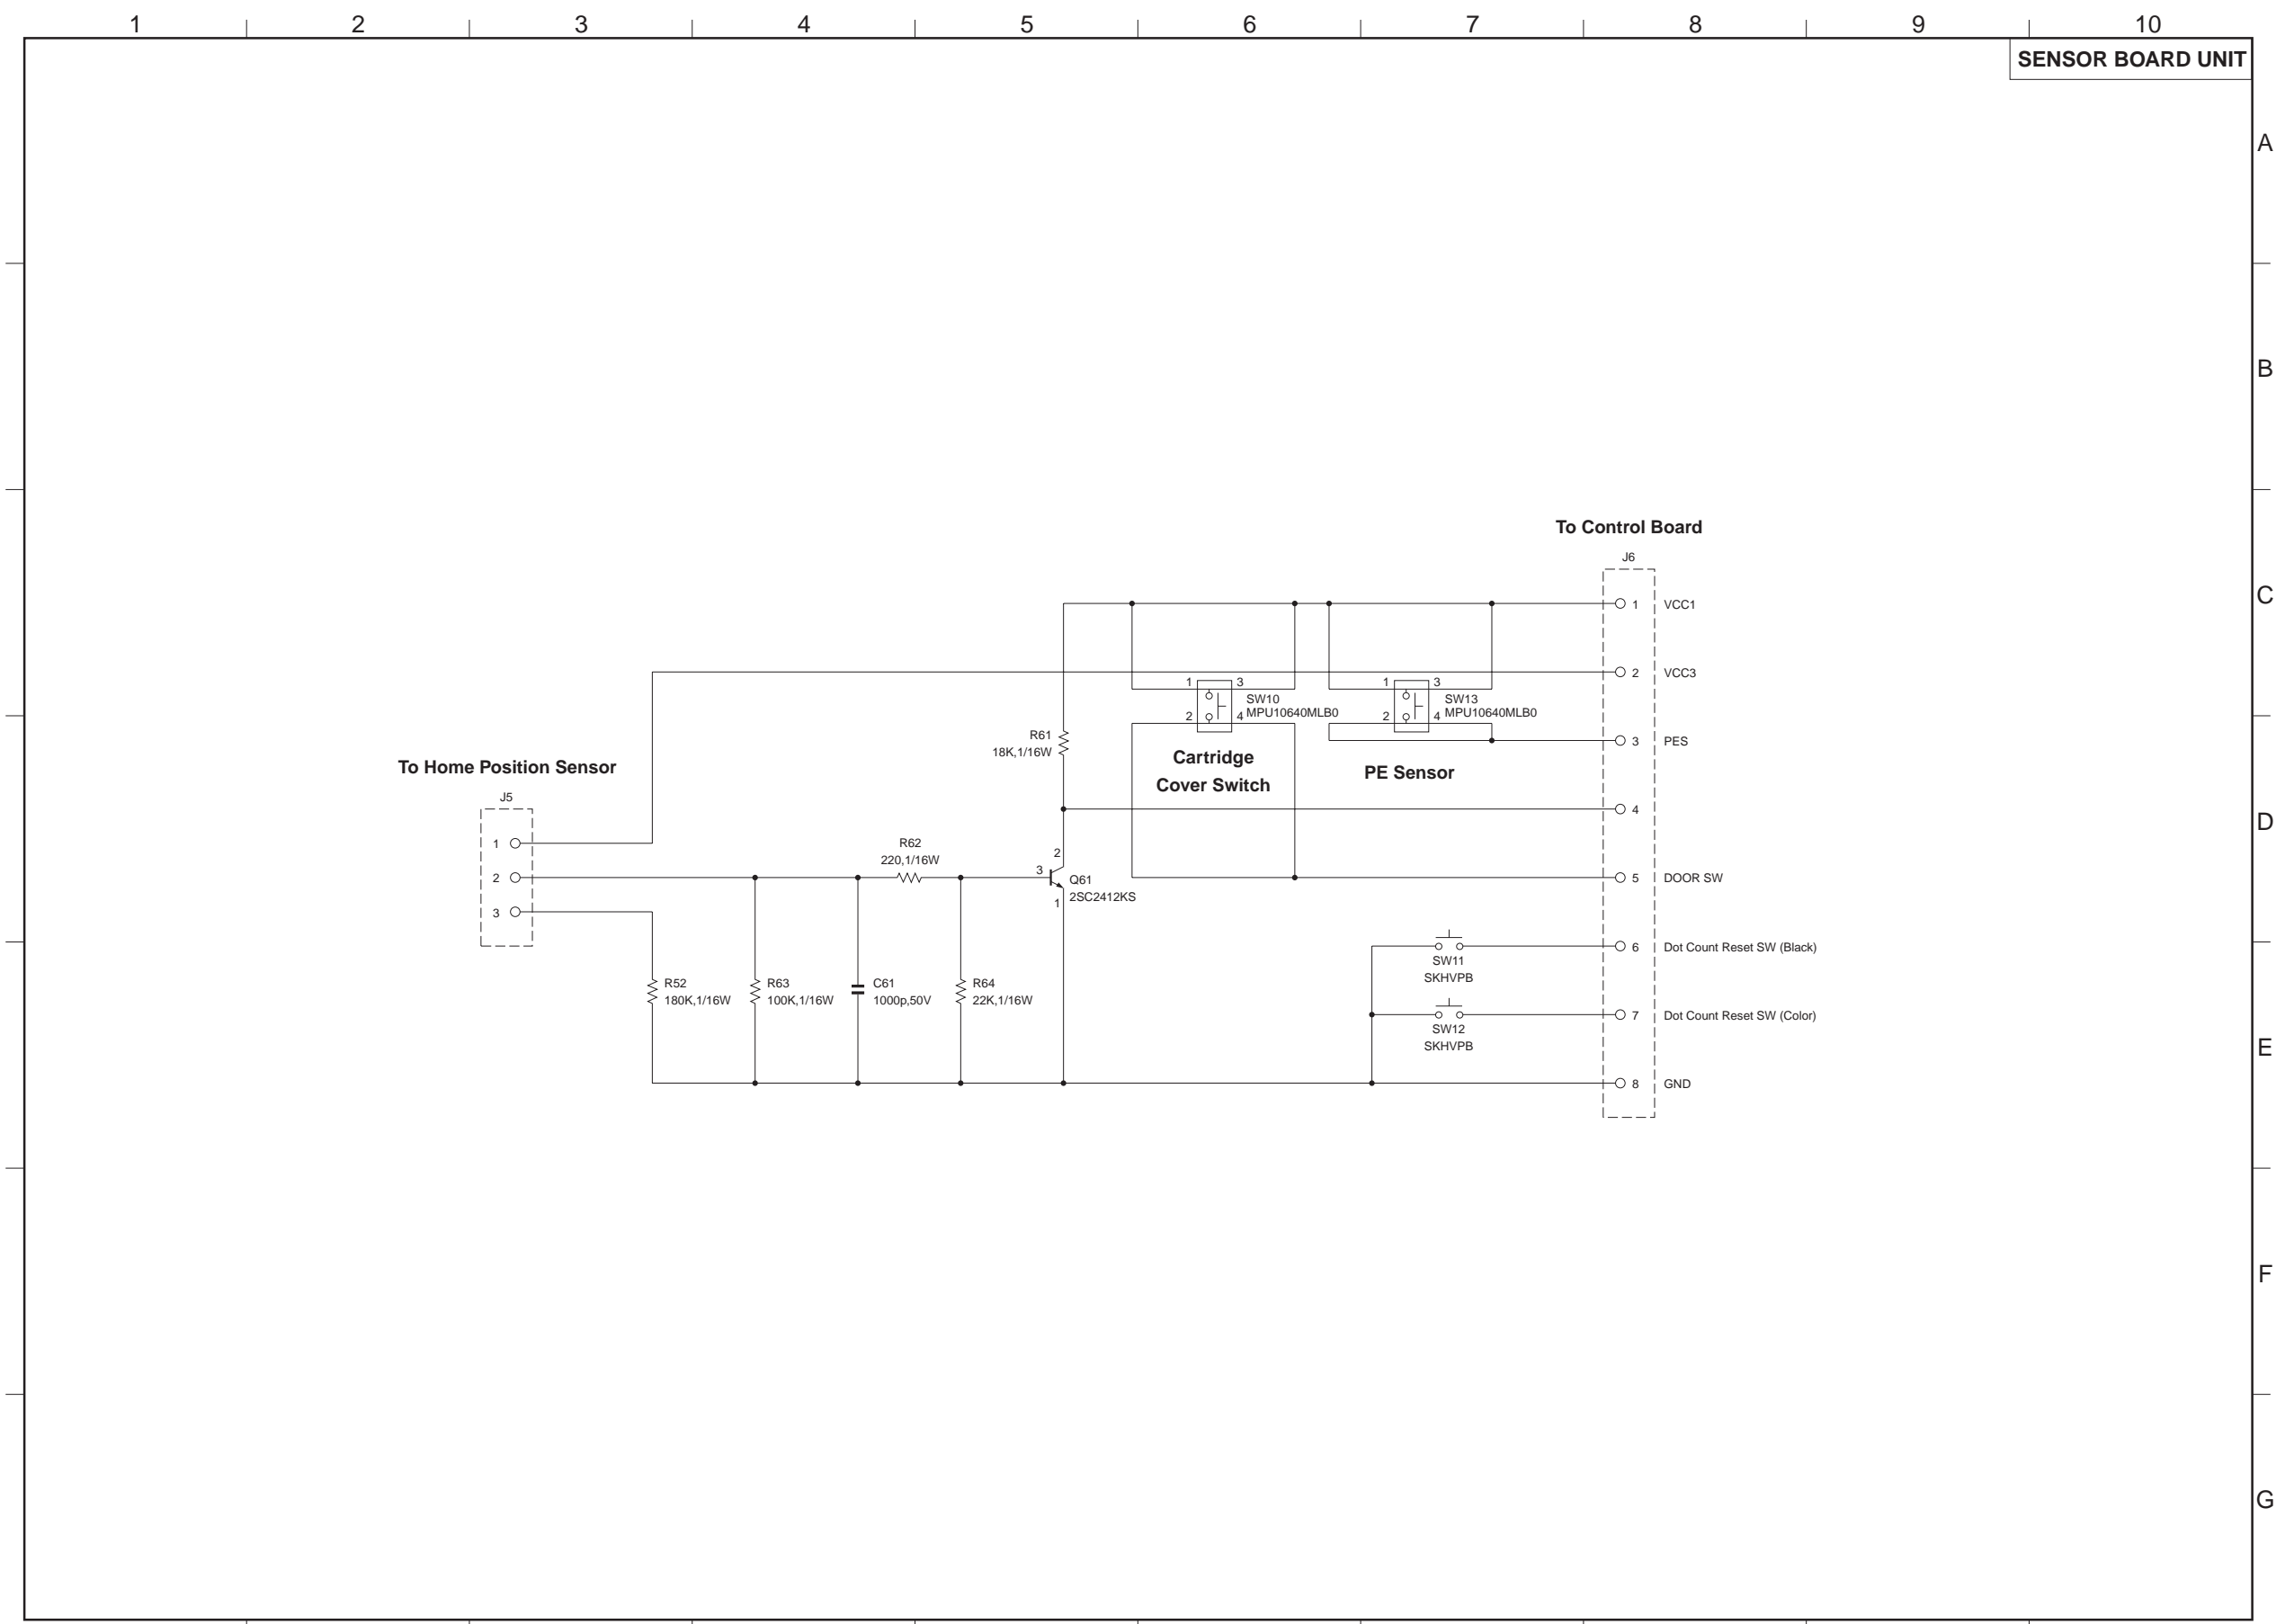 1 2 3 4 5 6 7 8 9 10
SENSOR BOARD UNIT
A
B
C
D
E
F
G
To Control Board
J6
1 VCC1
2 VCC3
3 PES
4
5 DOOR SW
6 Dot Count Reset SW (Black)
7 Dot Count Reset SW (Color)
8 GND
1 3
2 4
SW10
MPU10640MLB0
Cartridge
Cover Switch
1 3
2 4
SW13
MPU10640MLB0
PE Sensor
R61
18K,1/16W
To Home Position Sensor
J5
1
2
3
R62
220,1/16W
2
3
1
Q61
2SC2412KS
R52
180K,1/16W
R63
100K,1/16W
C61
1000p,50V
R64
22K,1/16W
SW11
SKHVPB
SW12
SKHVPB